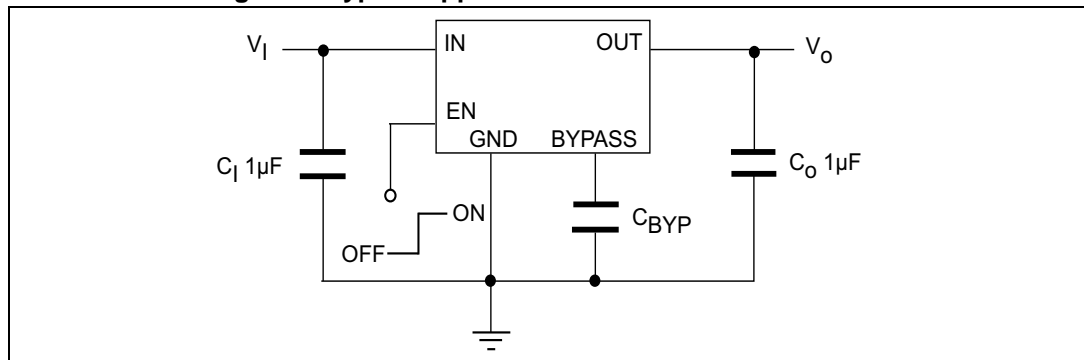 V_I
IN
OUT
V_o
EN
GND
BYPASS
C_I 1µF
C_o 1µF
ON
C_BYP
OFF